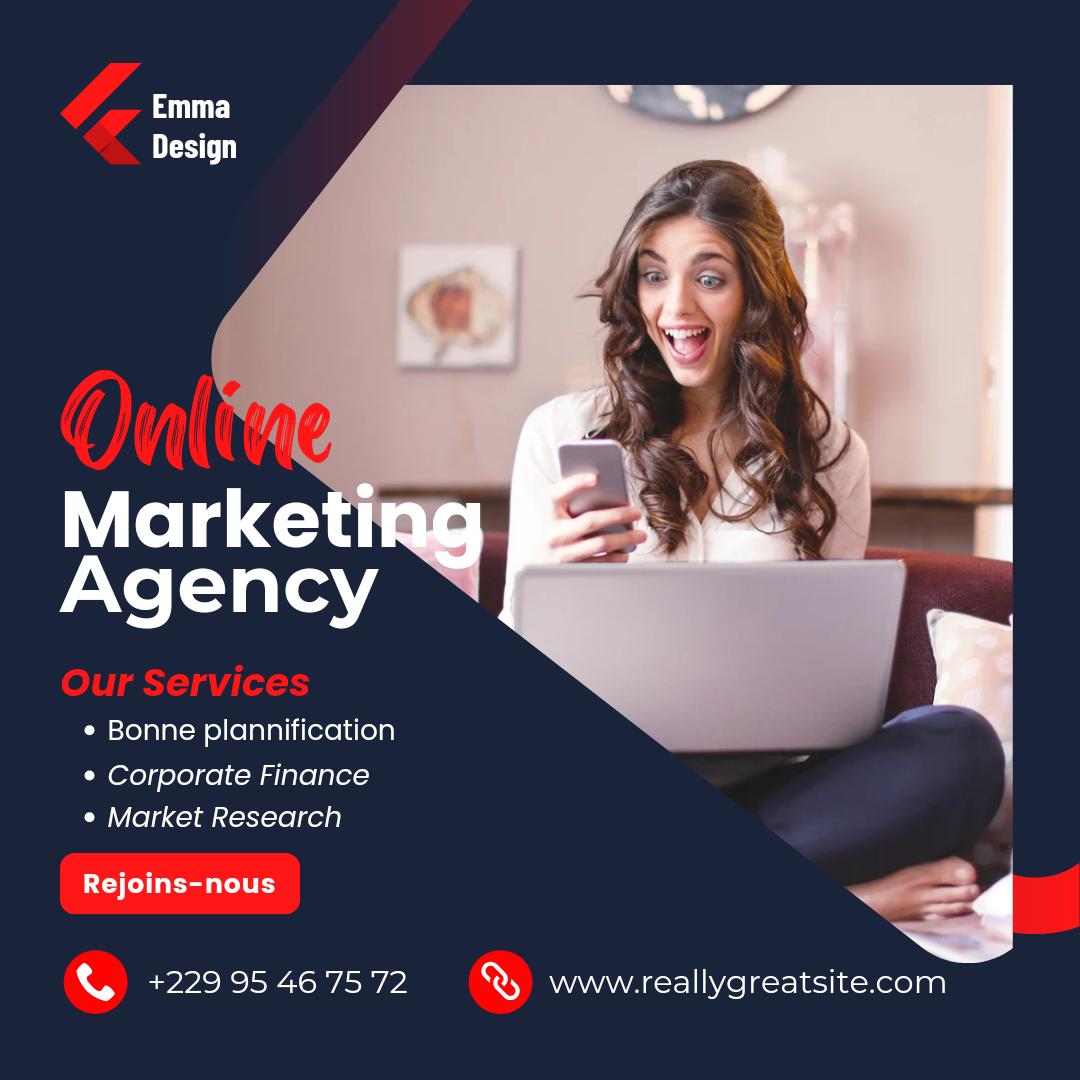 Emma
Design
Online
Marketing
Agency
Our Services
• Bonne plannification
• Corporate Finance
• Market Research
Rejoins-nous
+229 95 46 75 72
www.reallygreatsite.com